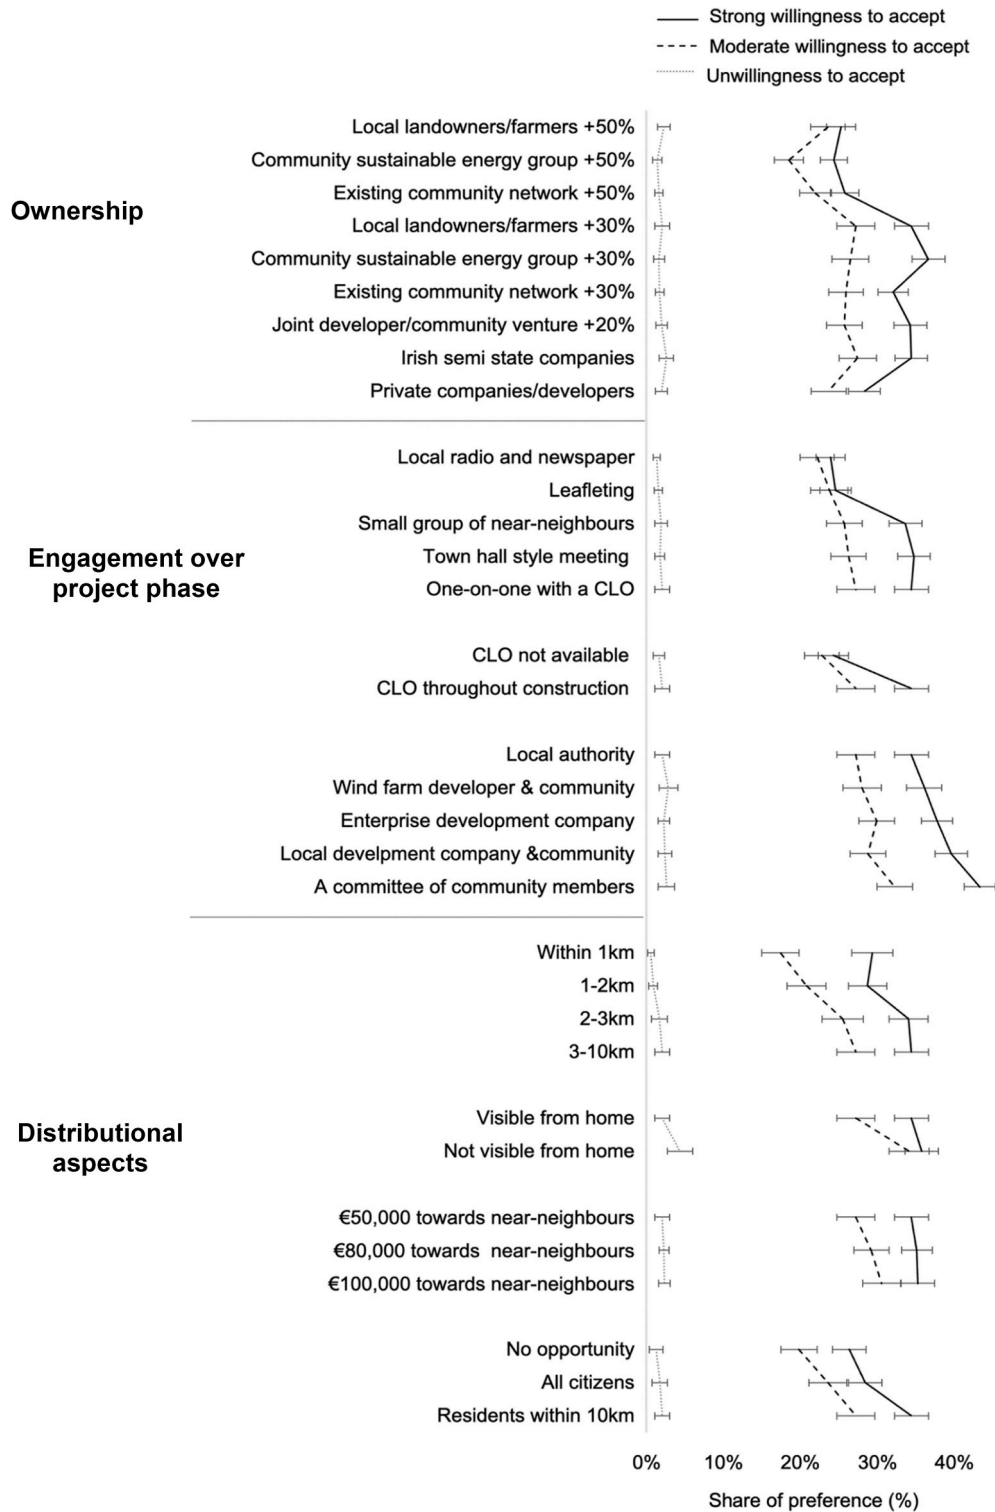 Strong willingness to accept
Moderate willingness to accept
Unwillingness to accept
Ownership
Local landowners/farmers +50%
Community sustainable energy group +50%
Existing community network +50%
Local landowners/farmers +30%
Community sustainable energy group +30%
Existing community network +30%
Joint developer/community venture +20%
Irish semi state companies
Private companies/developers
Engagement over
project phase
Local radio and newspaper
Leafleting
Small group of near-neighbours
Town hall style meeting
One-on-one with a CLO
CLO not available
CLO throughout construction
Local authority
Wind farm developer & community
Enterprise development company
Local develpment company &community
A committee of community members
Distributional
aspects
Within 1km
1-2km
2-3km
3-10km
Visible from home
Not visible from home
€50,000 towards near-neighbours
€80,000 towards near-neighbours
€100,000 towards near-neighbours
No opportunity
All citizens
Residents within 10km
0% 10% 20% 30% 40%
Share of preference (%)